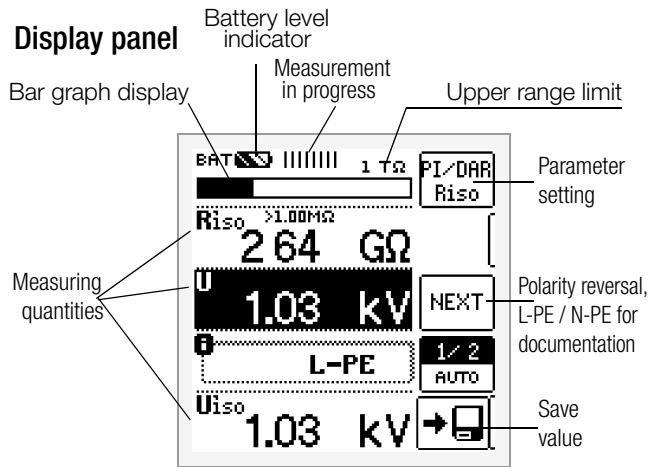 Display panel
Battery level
indicator
Measurement
in progress
Bar graph display
Upper range limit
BAT
1 TΩ
PI/DAR
Riso
Parameter
setting
Riso >1.00MΩ
2 64 GΩ
Measuring
quantities
U
1.03 kV
NEXT
Polarity reversal,
L-PE / N-PE for
documentation
L-PE
1/2
AUTO
Uiso
1.03 kV
Save
value